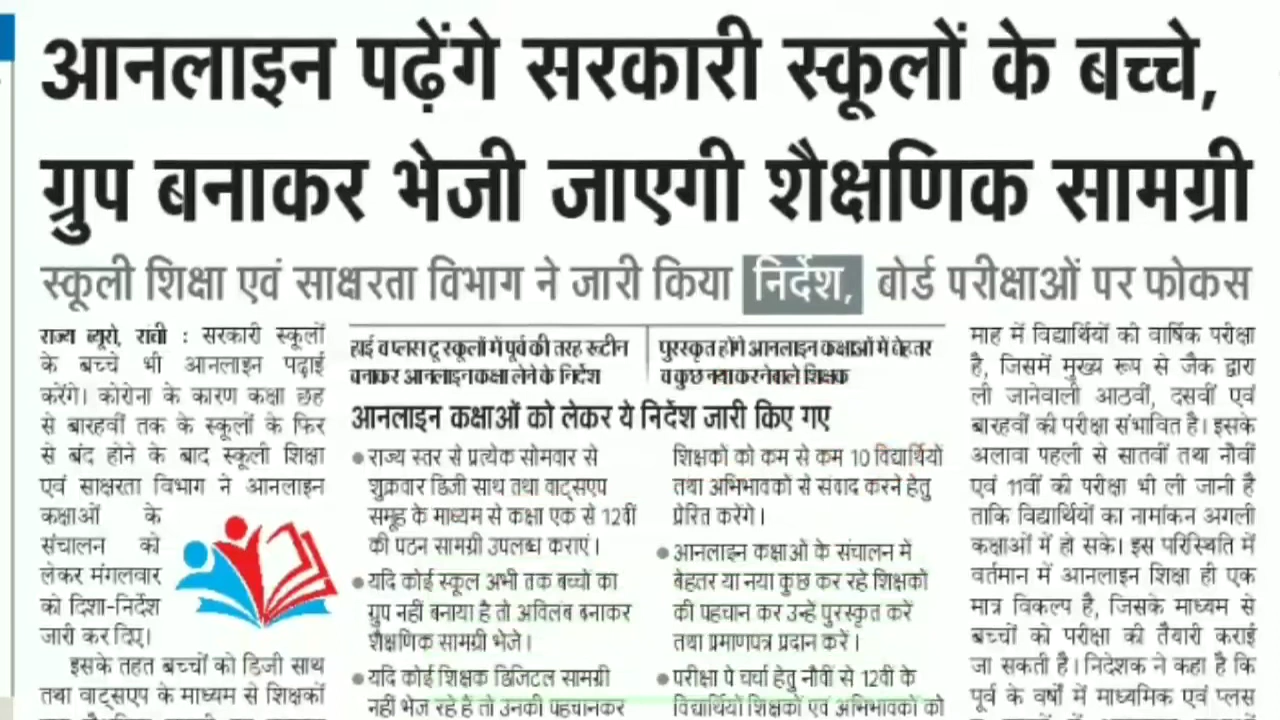 आनलाइन पढ़ेंगे सरकारी स्कूलों के बच्चे,
ग्रुप बनाकर भेजी जाएगी शैक्षणिक सामग्री
स्कूली शिक्षा एवं साक्षरता विभाग ने जारी किया निर्देश, बोर्ड परीक्षाओं पर फोकस
राज्य ब्यूरो, रांची : सरकारी स्कूलों
के बच्चे भी आनलाइन पढ़ाई
करेंगे। कोरोना के कारण कक्षा छह
से बारहवीं तक के स्कूलों के फिर
से बंद होने के बाद स्कूली शिक्षा
एवं साक्षरता विभाग ने आनलाइन
कक्षाओं के
संचालन को
लेकर मंगलवार
को दिशा-निर्देश
जारी कर दिए।
इसके तहत बच्चों को डिजी साथ
तथा वाट्सएप के माध्यम से शिक्षकों
हाई व प्लस टू स्कूलों में पूर्व की तरह रूटीन
बनाकर आनलाइन कक्षा लेने के निर्देश
पुरस्कृत होंगे आनलाइन कक्षाओं में बेहतर
व कुछ नया करनेवाले शिक्षक
आनलाइन कक्षाओं को लेकर ये निर्देश जारी किए गए
● राज्य स्तर से प्रत्येक सोमवार से
शुक्रवार डिजी साथ तथा वाट्सएप
समूह के माध्यम से कक्षा एक से 12वीं
की पठन सामग्री उपलब्ध कराएं।
● यदि कोई स्कूल अभी तक बच्चों का
ग्रुप नहीं बनाया है तो अविलंब बनाकर
शैक्षणिक सामग्री भेजे।
● यदि कोई शिक्षक डिजिटल सामग्री
नहीं भेज रहे हैं तो उनकी पहचानकर
शिक्षकों को कम से कम 10 विद्यार्थियों
तथा अभिभावकों से संवाद करने हेतु
प्रेरित करेंगे।
● आनलाइन कक्षाओं के संचालन में
बेहतर या नया कुछ कर रहे शिक्षकों
की पहचान कर उन्हें पुरस्कृत करें
तथा प्रमाणपत्र प्रदान करें।
● परीक्षा पे चर्चा हेतु नौवीं से 12वीं के
विद्यार्थियों शिक्षकों एवं अभिभावकों को
माह में विद्यार्थियों की वार्षिक परीक्षा
है, जिसमें मुख्य रूप से जैक द्वारा
ली जानेवाली आठवीं, दसवीं एवं
बारहवीं की परीक्षा संभावित है। इसके
अलावा पहली से सातवीं तथा नौवीं
एवं 11वीं की परीक्षा भी ली जानी है
ताकि विद्यार्थियों का नामांकन अगली
कक्षाओं में हो सके। इस परिस्थिति में
वर्तमान में आनलाइन शिक्षा ही एक
मात्र विकल्प है, जिसके माध्यम से
बच्चों को परीक्षा की तैयारी कराई
जा सकती है। निदेशक ने कहा है कि
पूर्व के वर्षों में माध्यमिक एवं प्लस